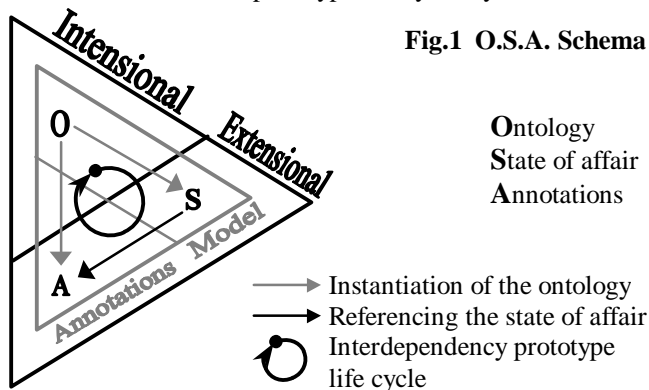 Fig.1 O.S.A. Schema
Intensional
Extensional
O
S
A
Annotations Model
Ontology
State of affair
Annotations
Instantiation of the ontology
Referencing the state of affair
Interdependency prototype
life cycle